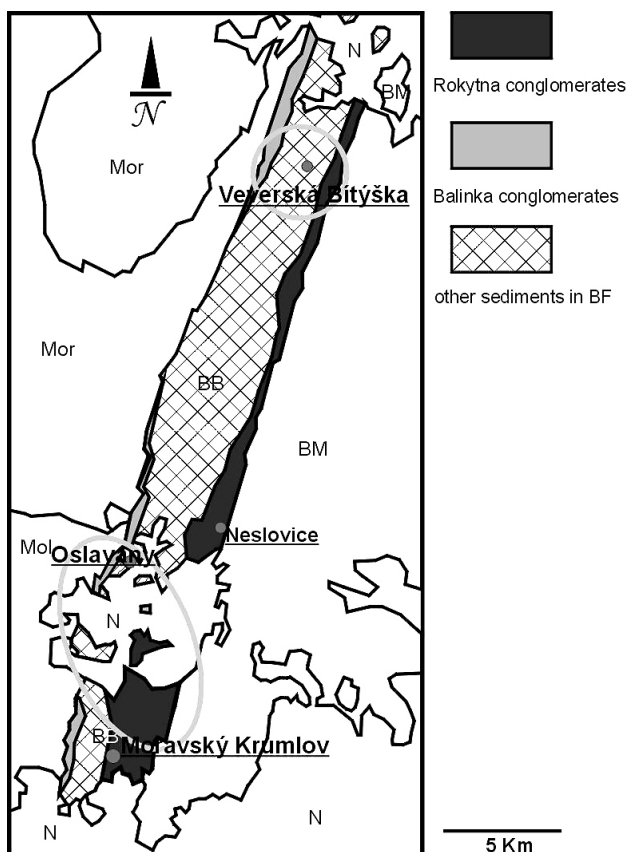 N
N
BM
Mor
Veverská Bítýška
Mor
BB
BM
Neslovice
Mol
Oslavany
N
BB
Moravský Krumlov
N
N
Rokytna conglomerates
Balinka conglomerates
other sediments in BF
5 Km